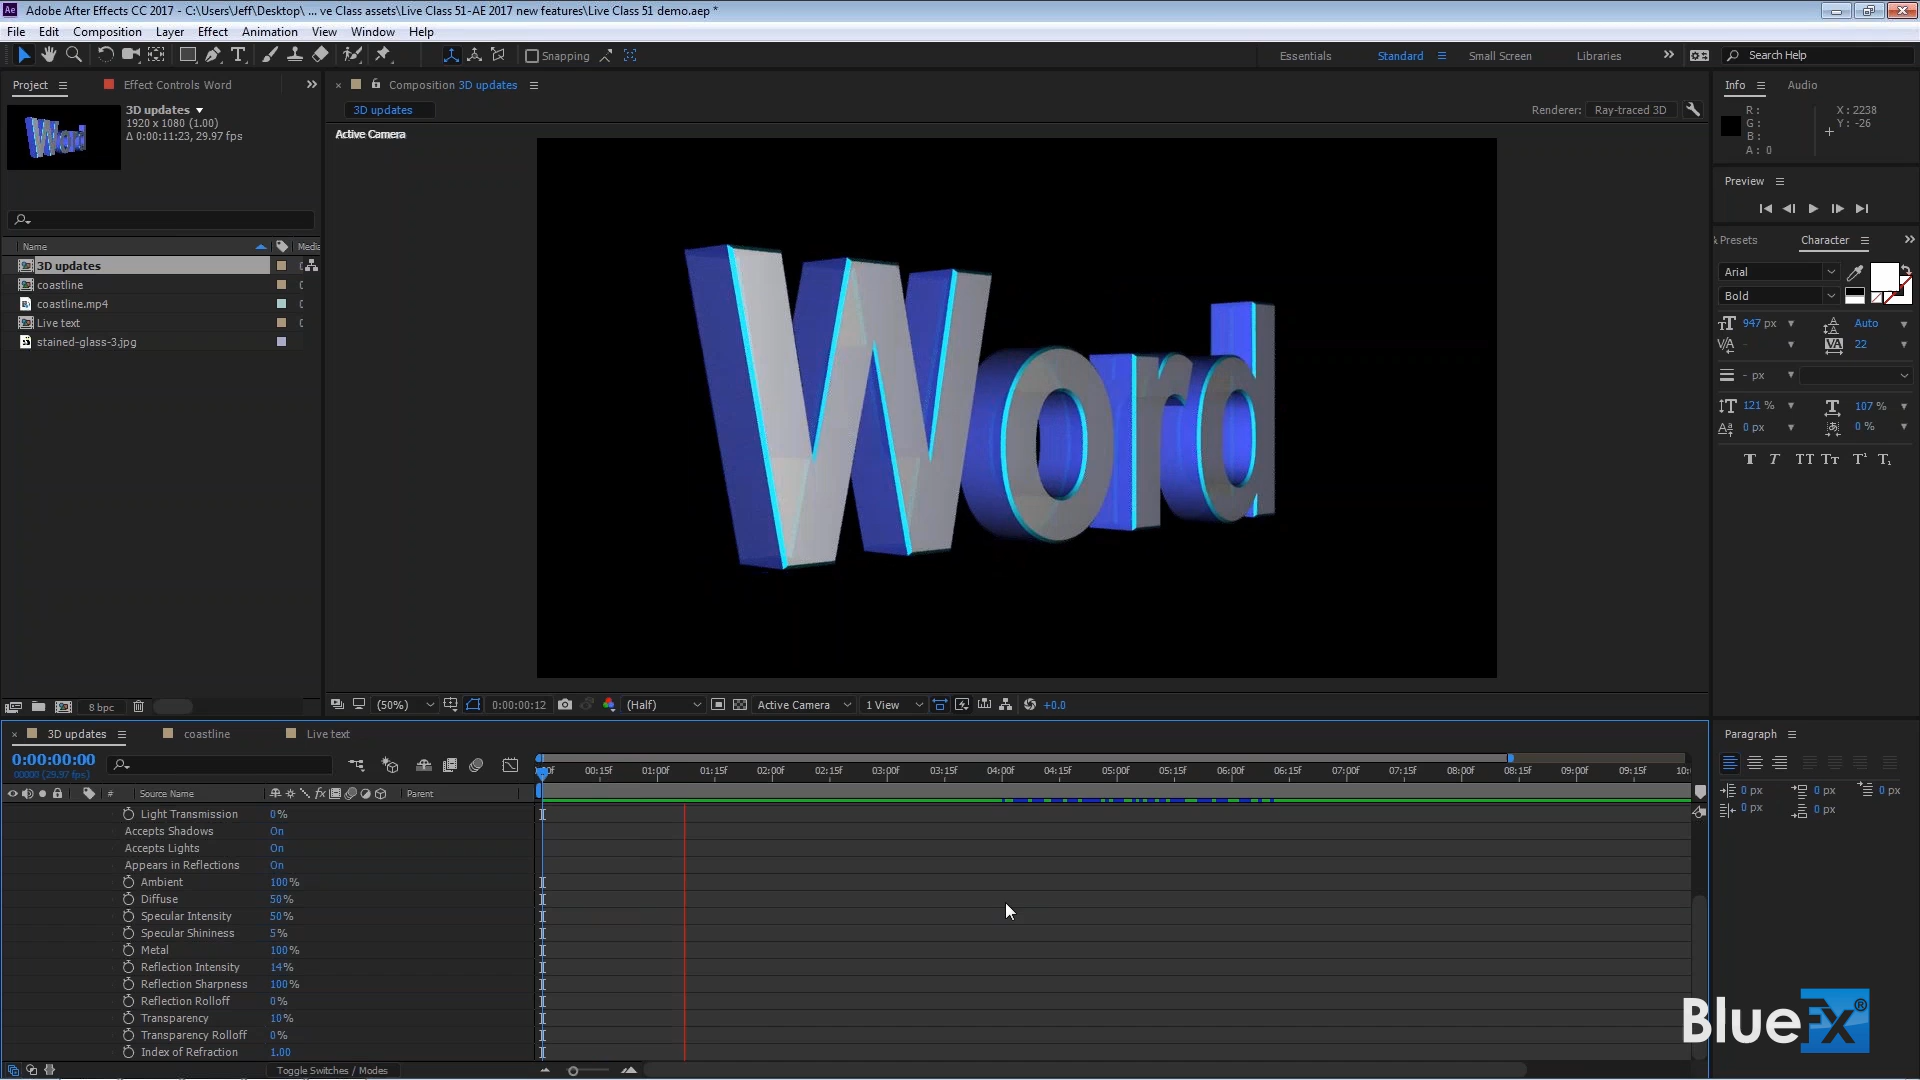 Adobe After Effects CC 2017 - C:\Users\Jeff\Desktop\ ... ve Class assets\Live Class 51-AE 2017 new features\Live Class 51 demo.aep *
File Edit Composition Layer Effect Animation View Window Help
Snapping
Essentials Standard Small Screen Libraries
Search Help
Project
Effect Controls Word
3D updates
1920 x 1080 (1.00)
Δ 0:00:11:23, 29.97 fps
Name Media
3D updates
coastline
coastline.mp4
Live text
stained-glass-3.jpg
8 bpc
Composition 3D updates
3D updates
Renderer: Ray-traced 3D
Active Camera
Word
(50%) 0:00:00:12 (Half) Active Camera 1 View +0.0
Info Audio
R: X: 2238
G: Y: -26
B:
A: 0
Preview
& Presets Character
Arial
Bold
947 px Auto
22
- px
121 % 107 %
0 px 0 %
3D updates coastline Live text
0:00:00:00
00000 (29.97 fps)
00:15f 01:00f 01:15f 02:00f 02:15f 03:00f 03:15f 04:00f 04:15f 05:00f 05:15f 06:00f 06:15f 07:00f 07:15f 08:00f 08:15f 09:00f 09:15f
# Source Name Parent
Light Transmission 0%
Accepts Shadows On
Accepts Lights On
Appears in Reflections On
Ambient 100%
Diffuse 50%
Specular Intensity 50%
Specular Shininess 5%
Metal 100%
Reflection Intensity 14%
Reflection Sharpness 100%
Reflection Rolloff 0%
Transparency 10%
Transparency Rolloff 0%
Index of Refraction 1.00
Toggle Switches / Modes
Paragraph
0 px 0 px 0 px
0 px 0 px
BlueFX®